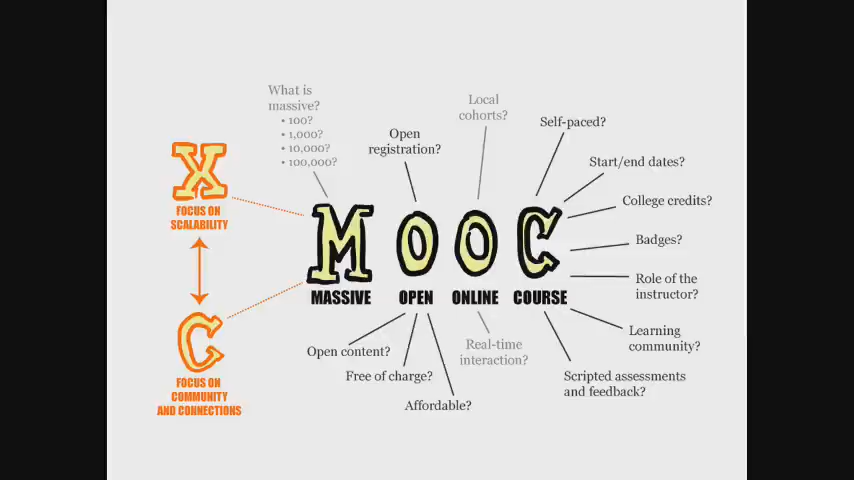 What is
massive?
• 100?
• 1,000?
• 10,000?
• 100,000?
Open
registration?
Local
cohorts?
Self-paced?
Start/end dates?
College credits?
Badges?
Role of the
instructor?
Learning
community?
Scripted assessments
and feedback?
X
FOCUS ON
SCALABILITY
C
FOCUS ON
COMMUNITY
AND CONNECTIONS
MOOC
MASSIVE OPEN ONLINE COURSE
Open content?
Free of charge?
Affordable?
Real-time
interaction?